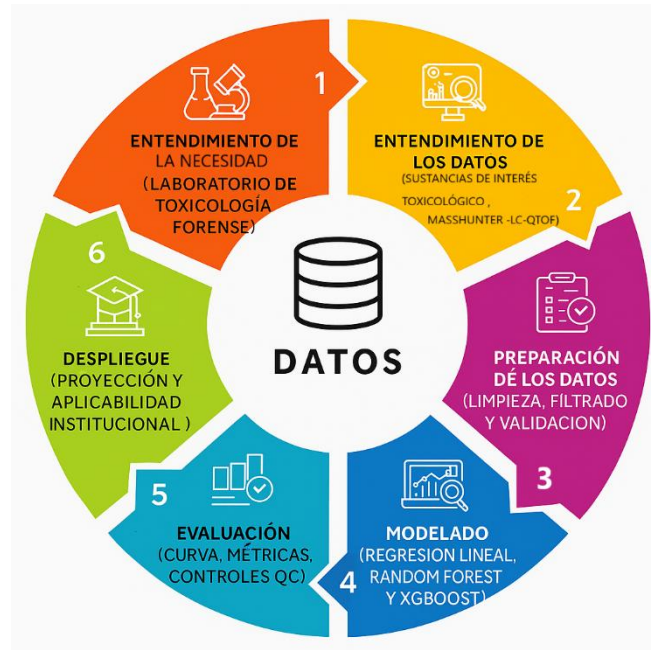 1
ENTENDIMIENTO DE
LA NECESIDAD
(LABORATORIO DE
TOXICOLOGÍA
FORENSE)
ENTENDIMIENTO DE
LOS DATOS
(SUSTANCIAS DE INTERÉS
TOXICOLÓGICO ,
MASSHUNTER -LC-QTOF)
2
PREPARACIÓN
DÉ LOS DATOS
(LIMPIEZA, FILTRADO
Y VALIDACION)
3
MODELADO
(REGRESION LINEAL,
RANDOM FOREST
Y XGBOOST)
4
5
EVALUACIÓN
(CURVA, MÉTRICAS,
CONTROLES QC)
6
DESPLIEGUE
(PROYECCIÓN Y
APLICABILIDAD
INSTITUCIONAL )
DATOS